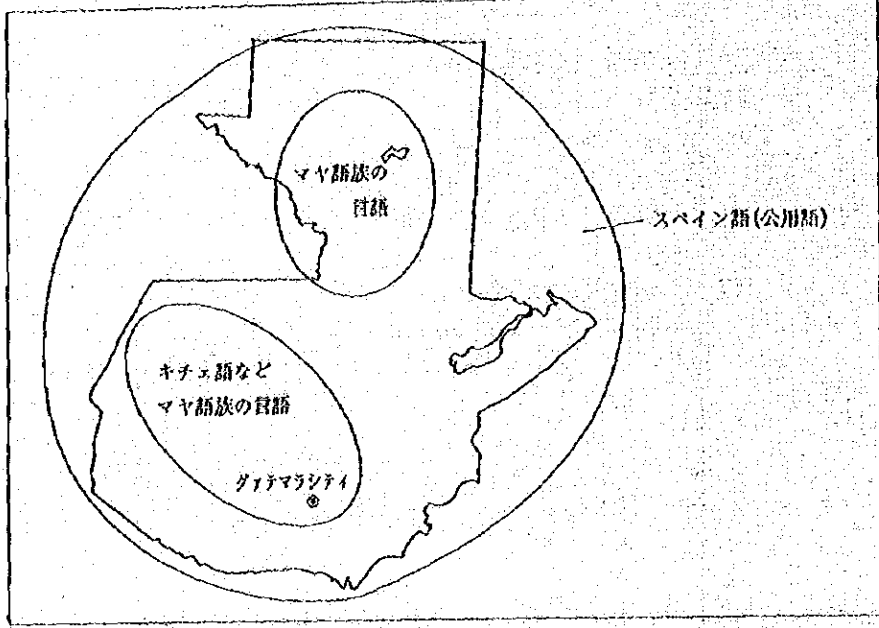 マヤ語族の
言語
スペイン語(公用語)
キチェ語など
マヤ語族の言語
グァテマラシティ